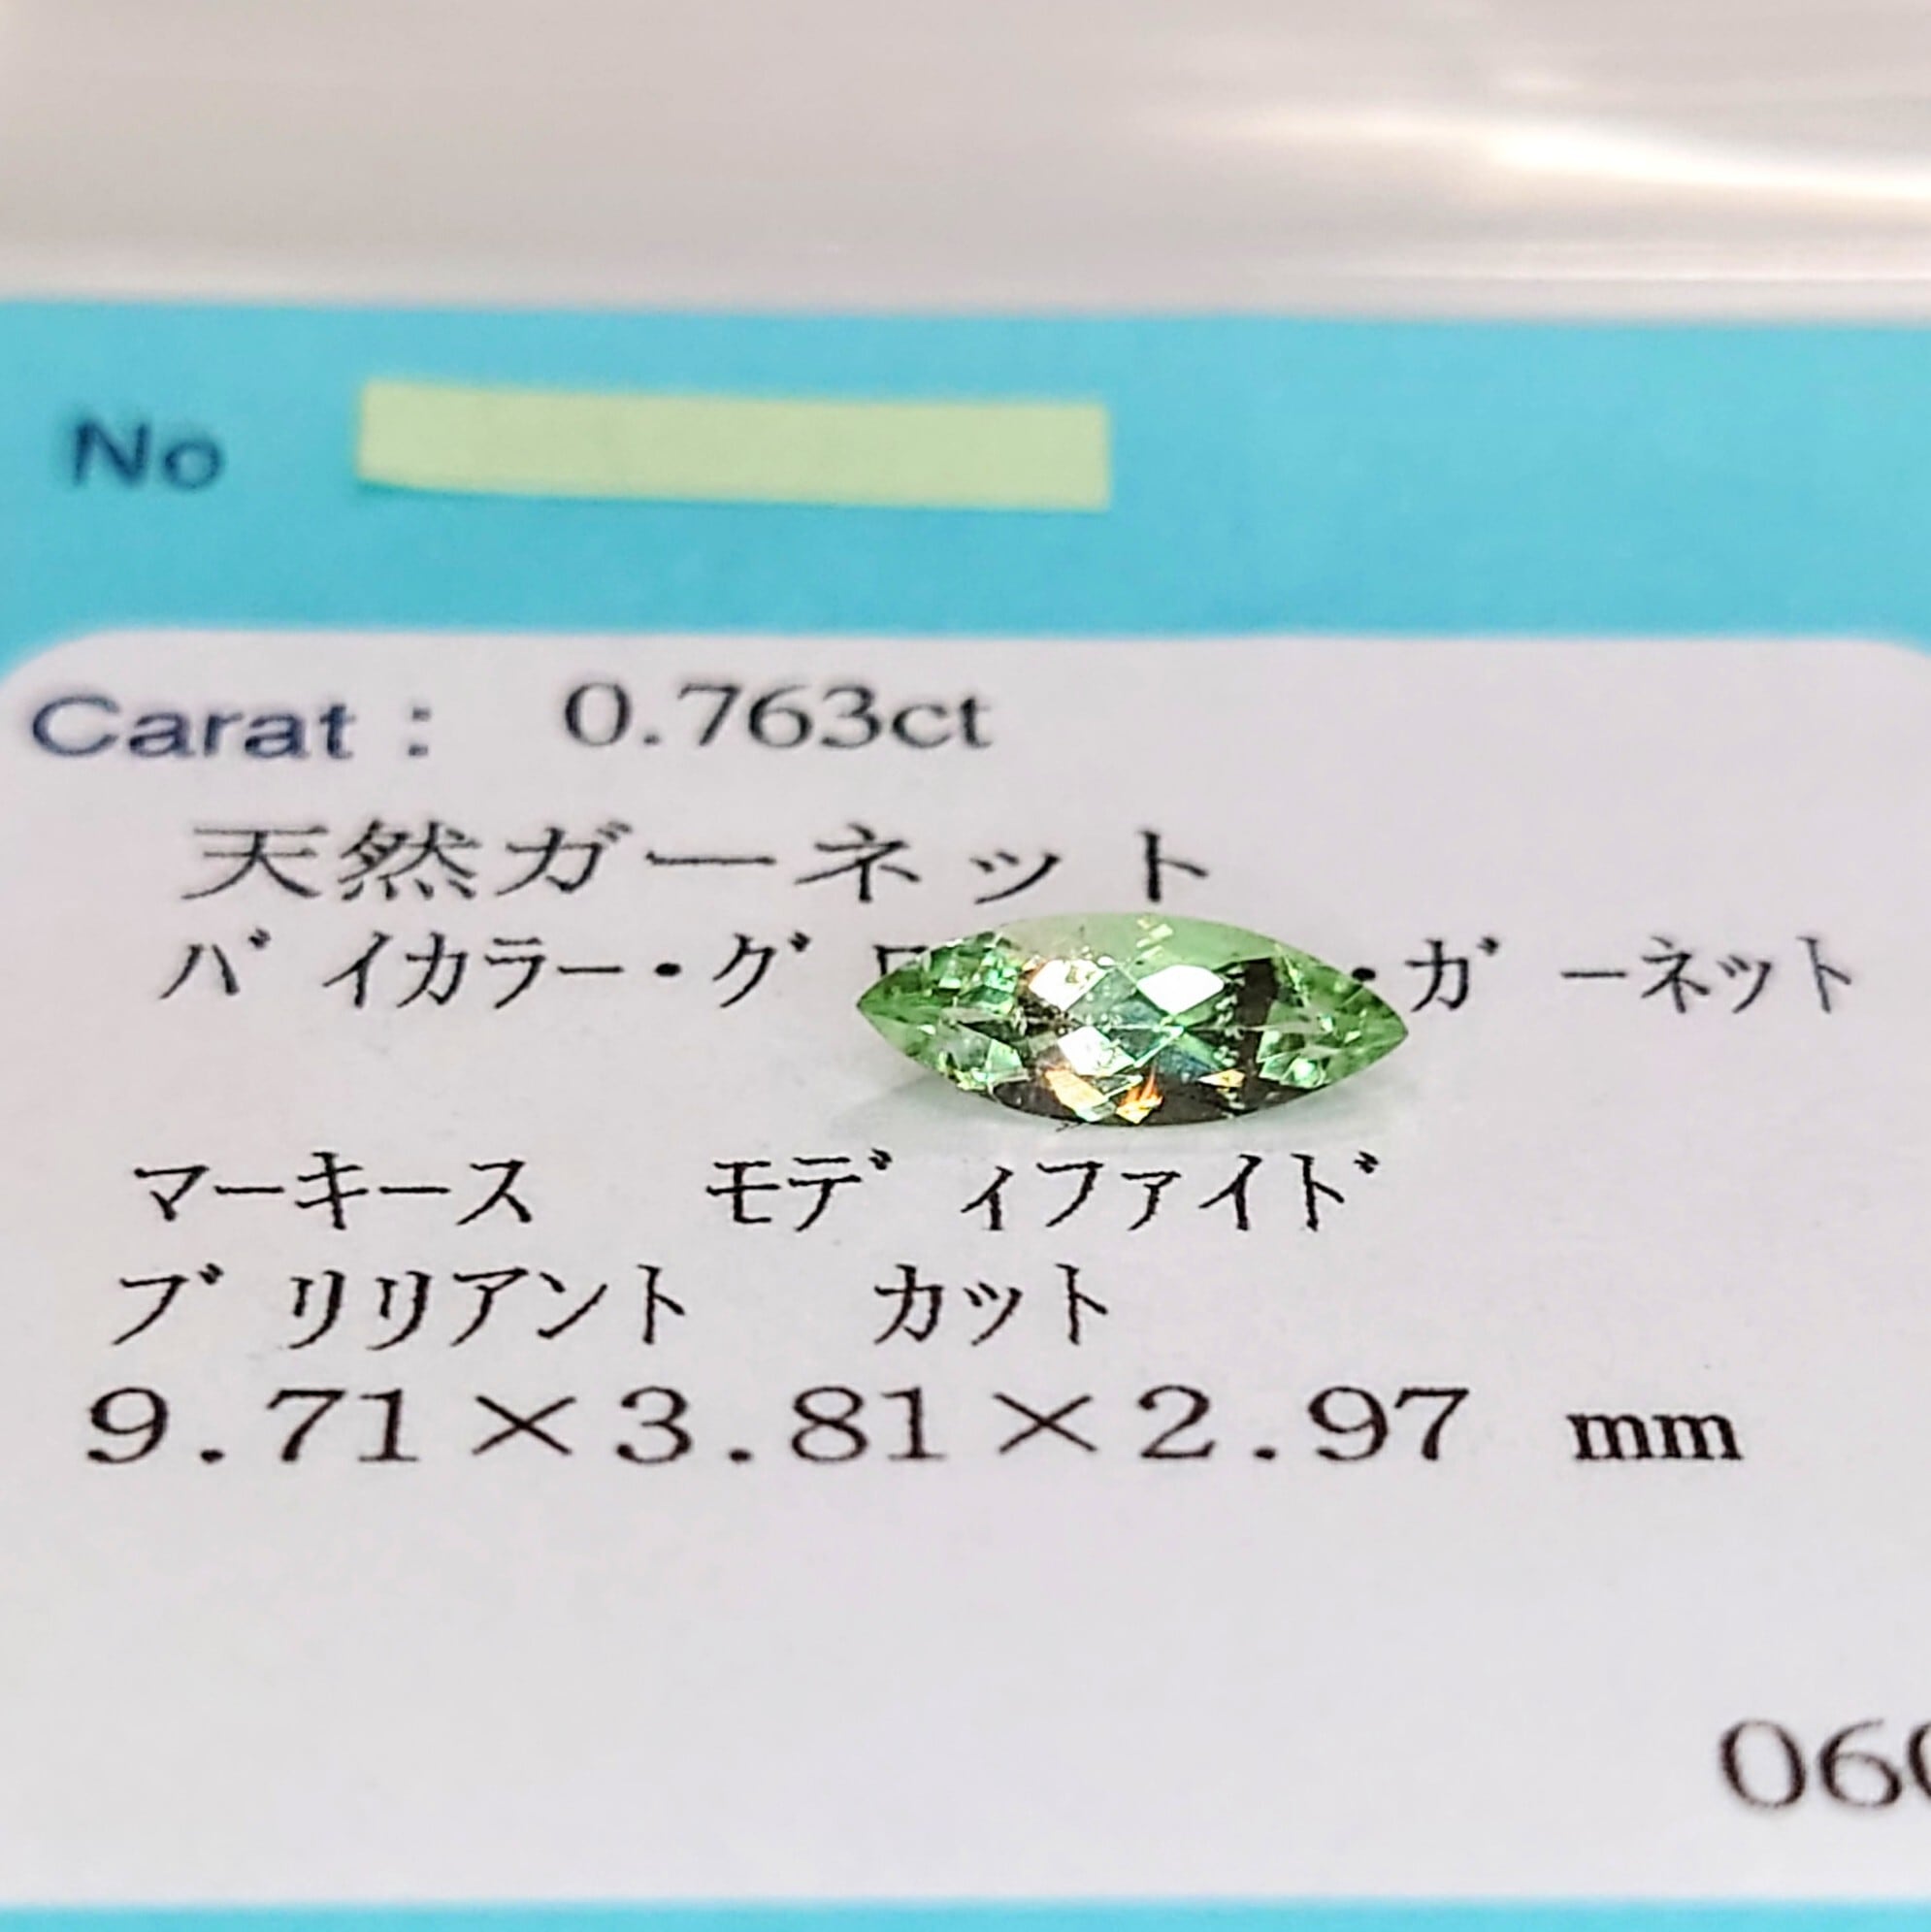 No
Carat : 0.763ct
天然ガーネット
バイカラー・グ ・ガーネット
マーキース モディファイド
ブリリアント カット
9.71×3.81×2.97 mm
06